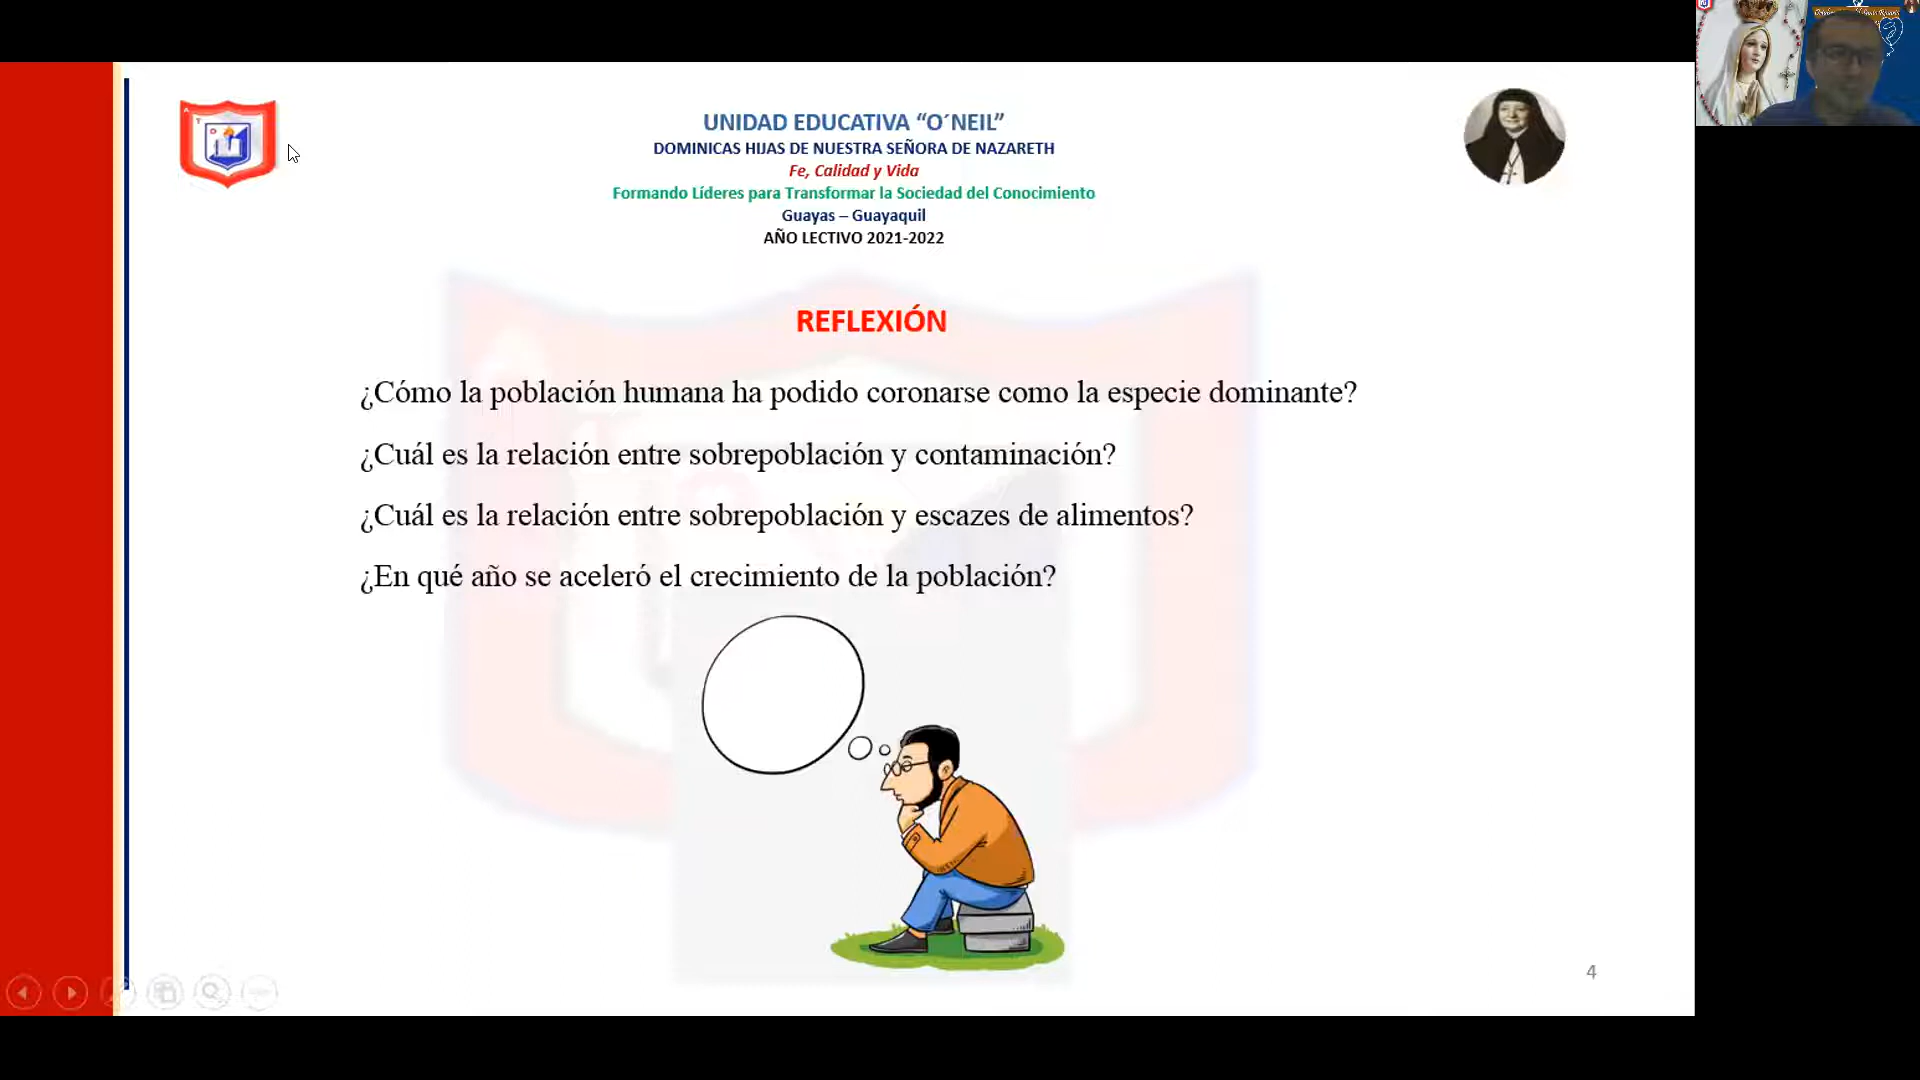 UNIDAD EDUCATIVA “O´NEIL”
DOMINICAS HIJAS DE NUESTRA SEÑORA DE NAZARETH
Fe, Calidad y Vida
Formando Líderes para Transformar la Sociedad del Conocimiento
Guayas – Guayaquil
AÑO LECTIVO 2021-2022
REFLEXIÓN
¿Cómo la población humana ha podido coronarse como la especie dominante?
¿Cuál es la relación entre sobrepoblación y contaminación?
¿Cuál es la relación entre sobrepoblación y escazes de alimentos?
¿En qué año se aceleró el crecimiento de la población?
4